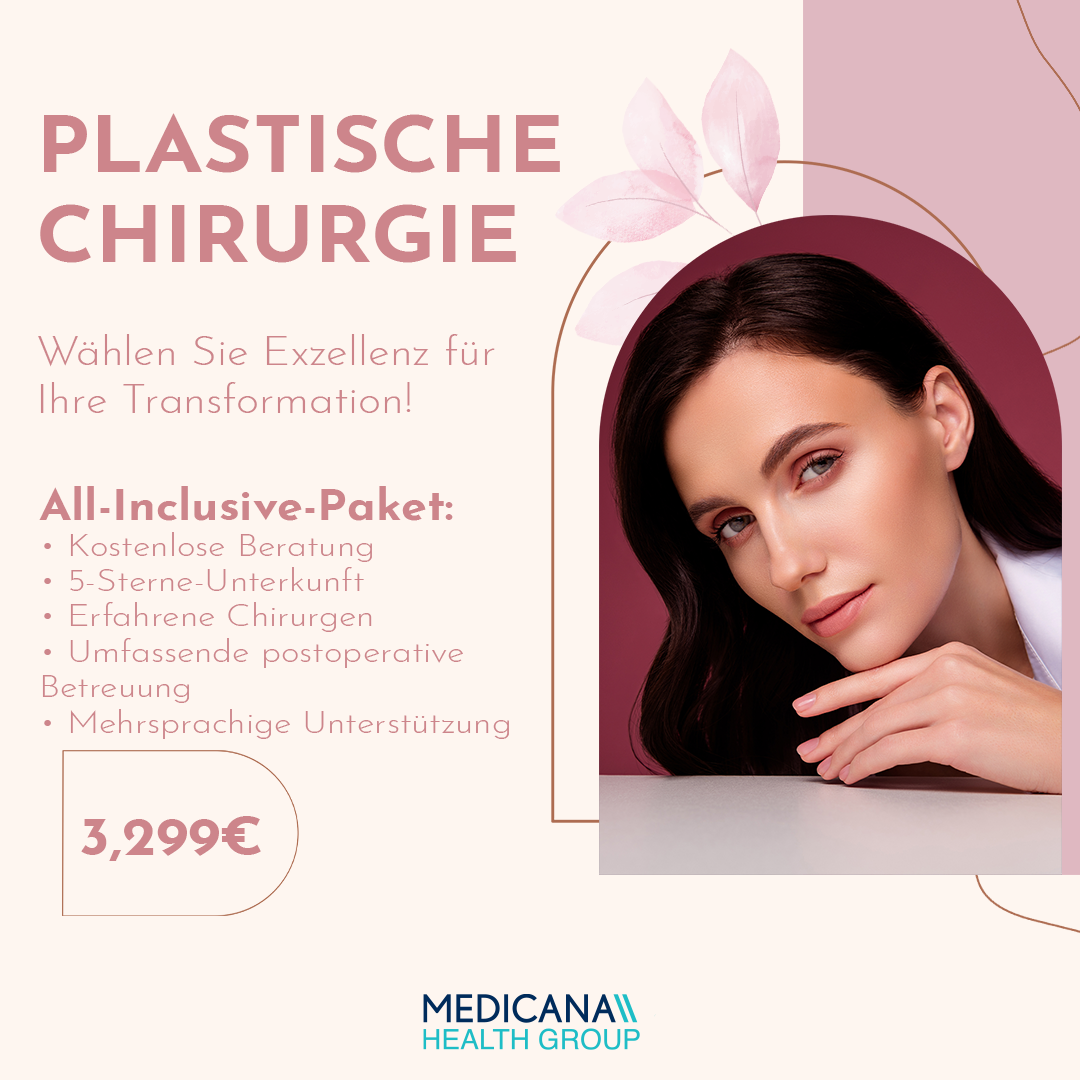 PLASTISCHE
CHIRURGIE
Wählen Sie Exzellenz für
Ihre Transformation!
All-Inclusive-Paket:
• Kostenlose Beratung
• 5-Sterne-Unterkunft
• Erfahrene Chirurgen
• Umfassende postoperative
Betreuung
• Mehrsprachige Unterstützung
3,299€
MEDICANA
HEALTH GROUP